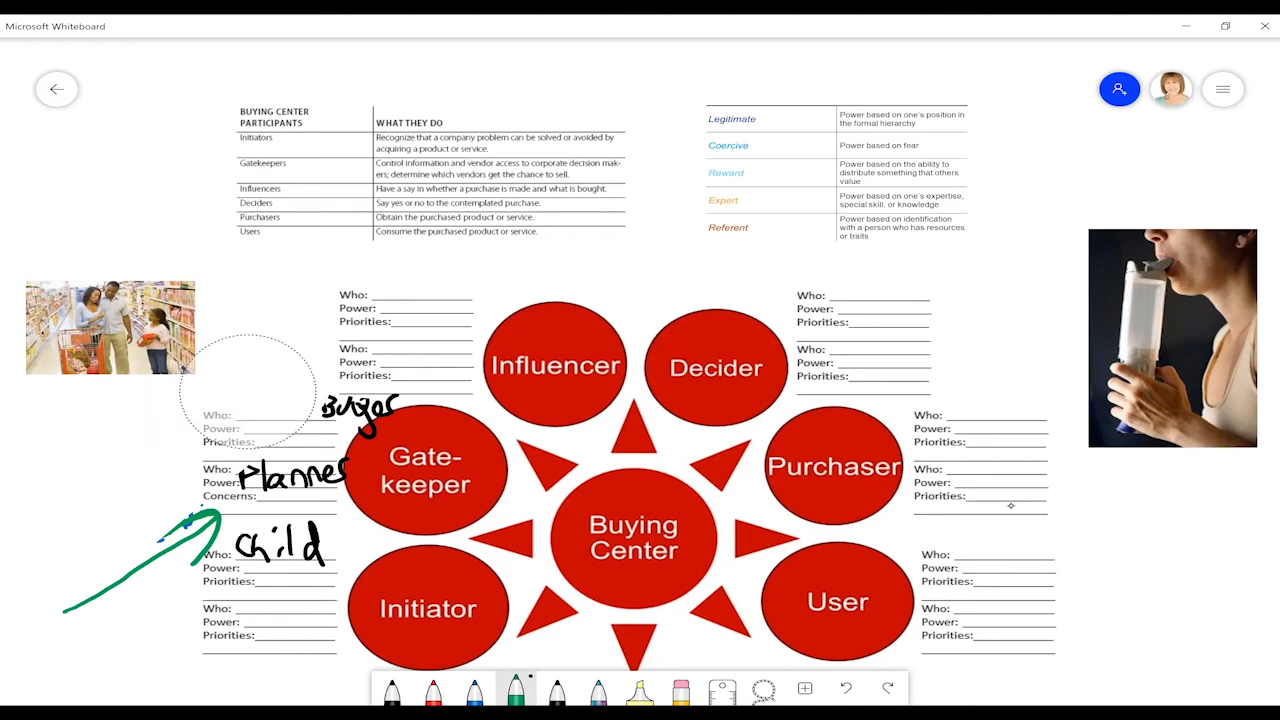 Microsoft Whiteboard
BUYING CENTER
PARTICIPANTS
WHAT THEY DO
Initiators
Recognize that a company problem can be solved or avoided by
acquiring a product or service.
Gatekeepers
Control information and vendor access to corporate decision mak-
ers; determine which vendors get the chance to sell.
Influencers
Have a say in whether a purchase is made and what is bought.
Deciders
Say yes or no to the contemplated purchase.
Purchasers
Obtain the purchased product or service.
Users
Consume the purchased product or service.
Legitimate
Power based on one's position in
the formal hierarchy
Coercive
Power based on fear
Reward
Power based on the ability to
distribute something that others
value
Expert
Power based on one's expertise,
special skill, or knowledge
Referent
Power based on identification
with a person who has resources
or traits
Who:
Power:
Priorities:
Who:
Power:
Priorities:
Influencer
Decider
Who:
Power:
Priorities:
Who:
Power:
Priorities:
Who:
Power:
Priorities:
Who:
Power:
Concerns:
Planner
Gate-
keeper
Purchaser
Who:
Power:
Priorities:
Who:
Power:
Priorities:
Buying
Center
Child
Who:
Power:
Priorities:
Who:
Power:
Priorities:
Initiator
User
Who:
Power:
Priorities:
Who:
Power:
Priorities: